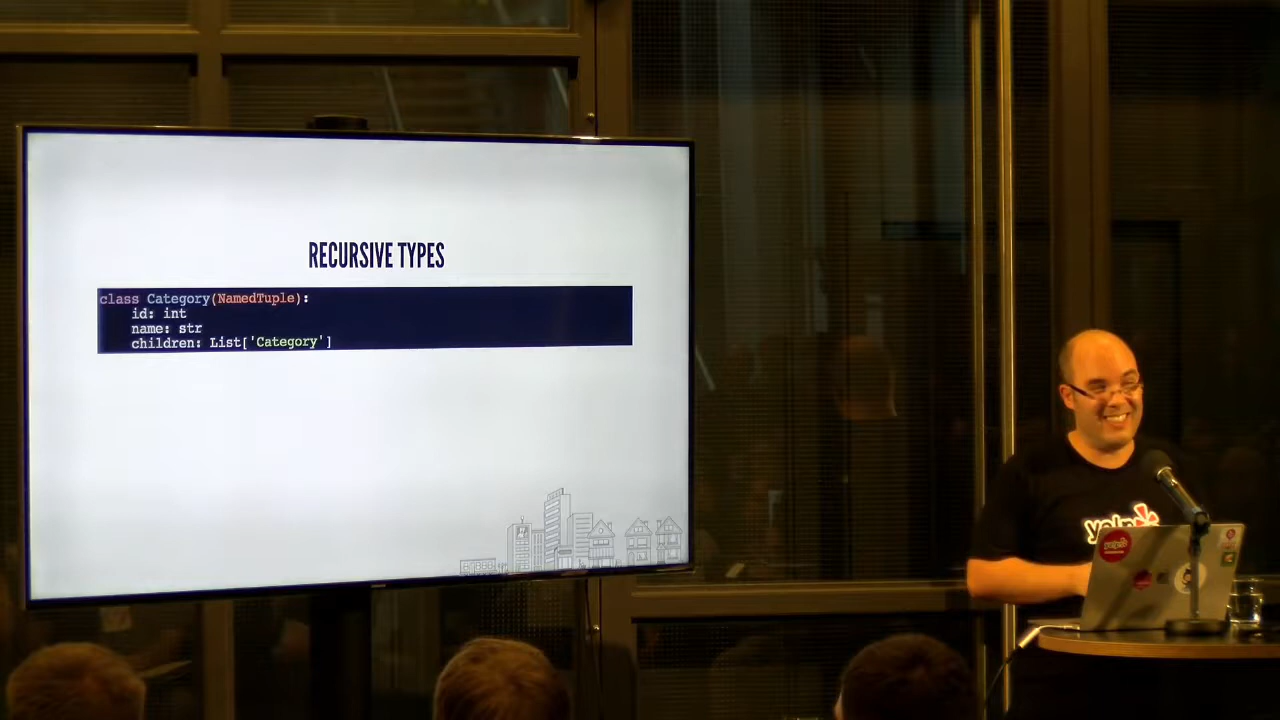 RECURSIVE TYPES
class Category(NamedTuple):
id: int
name: str
children: List['Category']
yelp